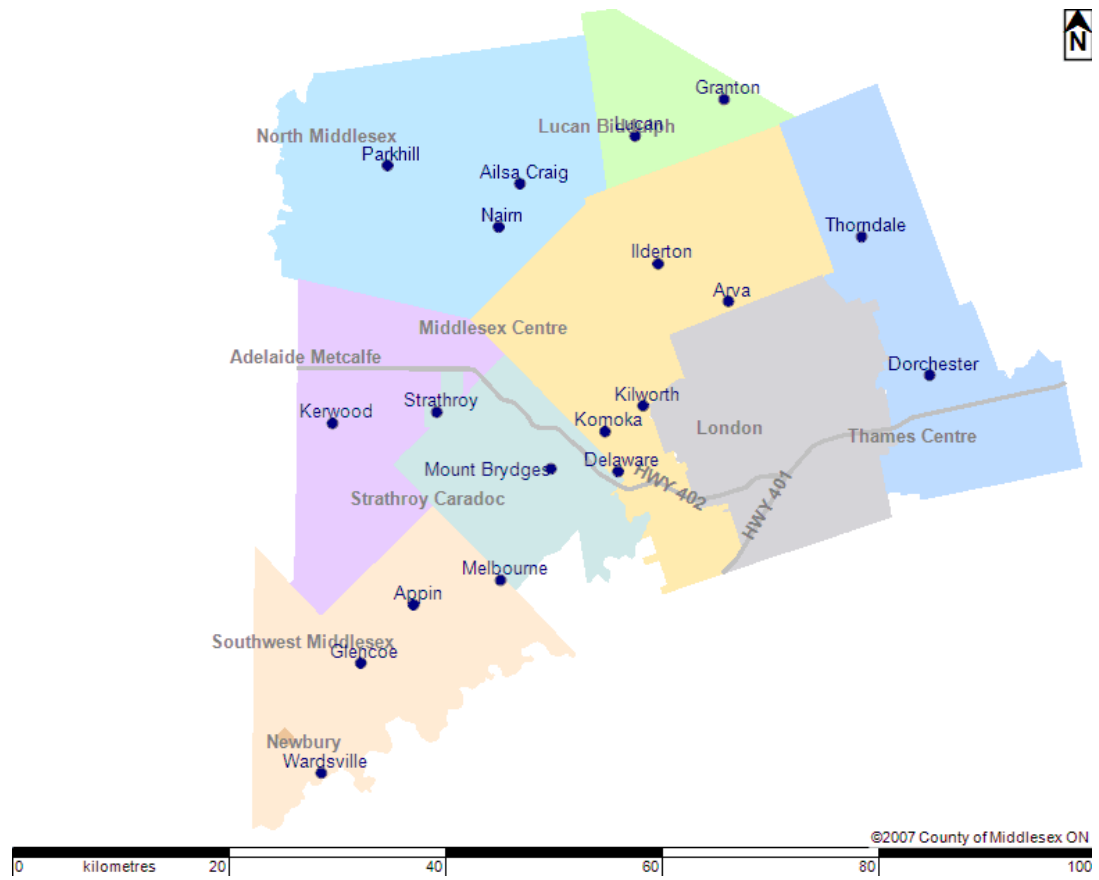 N
Granton
Lucan Biddulph
Lucan
North Middlesex
Parkhill
Ailsa Craig
Nairn
Thorndale
Ilderton
Arva
Middlesex Centre
Adelaide Metcalfe
Dorchester
Kilworth
Strathroy
Kerwood
Komoka
London
Thames Centre
Delaware
Mount Brydges
HWY 402
HWY 401
Strathroy Caradoc
Melbourne
Appin
Southwest Middlesex
Glencoe
Newbury
Wardsville
©2007 County of Middlesex ON
0 kilometres 20 40 60 80 100